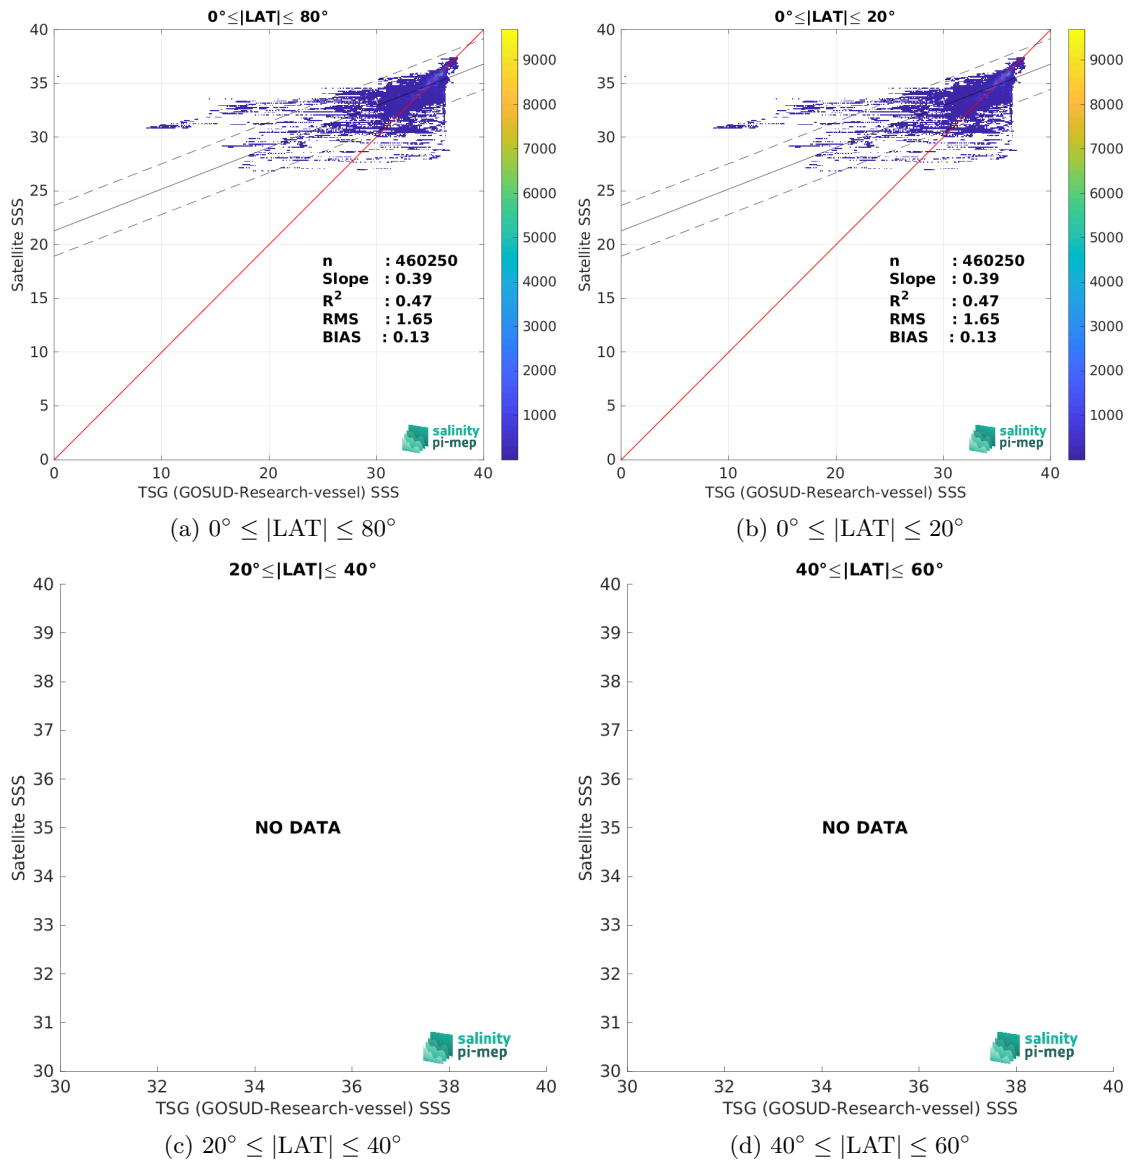 0°≤|LAT|≤ 80°
40
35
30
25
20
15
10
5
0
Satellite SSS
n : 460250
Slope : 0.39
R² : 0.47
RMS : 1.65
BIAS : 0.13
salinity
pi-mep
0 10 20 30 40
TSG (GOSUD-Research-vessel) SSS
9000
8000
7000
6000
5000
4000
3000
2000
1000
(a) 0° ≤ |LAT| ≤ 80°
0°≤|LAT|≤ 20°
40
35
30
25
20
15
10
5
0
Satellite SSS
n : 460250
Slope : 0.39
R² : 0.47
RMS : 1.65
BIAS : 0.13
salinity
pi-mep
0 10 20 30 40
TSG (GOSUD-Research-vessel) SSS
9000
8000
7000
6000
5000
4000
3000
2000
1000
(b) 0° ≤ |LAT| ≤ 20°
20°≤|LAT|≤ 40°
40
39
38
37
36
35
34
33
32
31
30
Satellite SSS
NO DATA
salinity
pi-mep
30 32 34 36 38 40
TSG (GOSUD-Research-vessel) SSS
(c) 20° ≤ |LAT| ≤ 40°
40°≤|LAT|≤ 60°
40
39
38
37
36
35
34
33
32
31
30
Satellite SSS
NO DATA
salinity
pi-mep
30 32 34 36 38 40
TSG (GOSUD-Research-vessel) SSS
(d) 40° ≤ |LAT| ≤ 60°